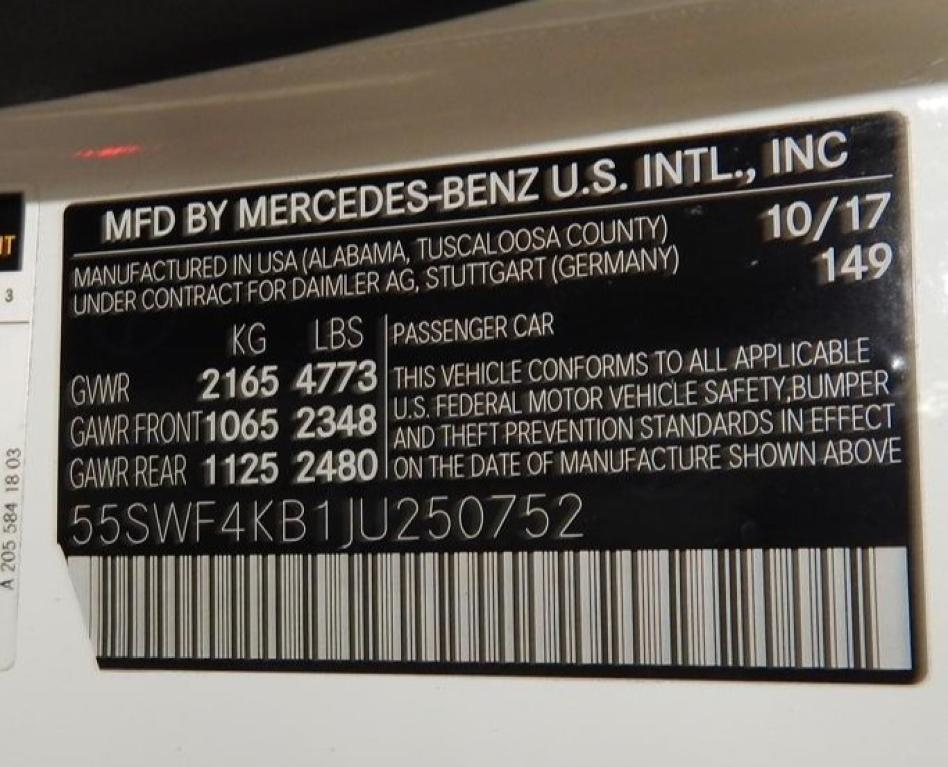 MFD BY MERCEDES-BENZ U.S. INTL., INC
MANUFACTURED IN USA (ALABAMA, TUSCALOOSA COUNTY) 10/17
UNDER CONTRACT FOR DAIMLER AG, STUTTGART (GERMANY) 149
KG LBS
GVWR 2165 4773
GAWR FRONT 1065 2348
GAWR REAR 1125 2480
PASSENGER CAR
THIS VEHICLE CONFORMS TO ALL APPLICABLE
U.S. FEDERAL MOTOR VEHICLE SAFETY,BUMPER
AND THEFT PREVENTION STANDARDS IN EFFECT
ON THE DATE OF MANUFACTURE SHOWN ABOVE
55SWF4KB1JU250752
3
A 205 584 18 03